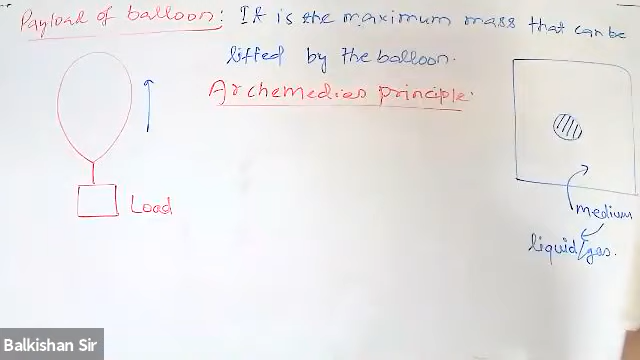 Payload of balloon: It is the maximum mass that can be
lifted by the balloon.
Archemedias principle:
Load
medium
liquid/gas.
Balkishan Sir